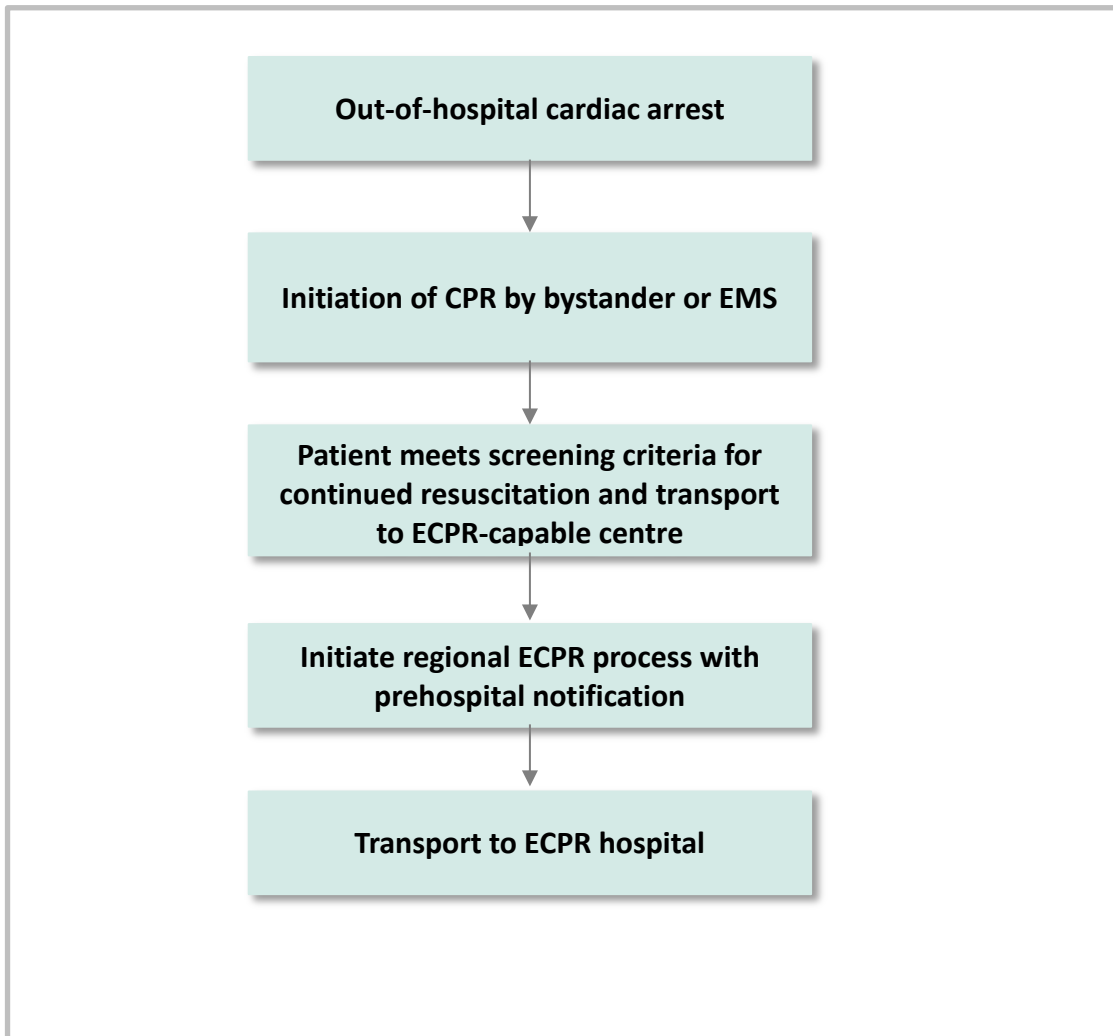 Out-of-hospital cardiac arrest
Initiation of CPR by bystander or EMS
Patient meets screening criteria for
continued resuscitation and transport
to ECPR-capable centre
Initiate regional ECPR process with
prehospital notification
Transport to ECPR hospital